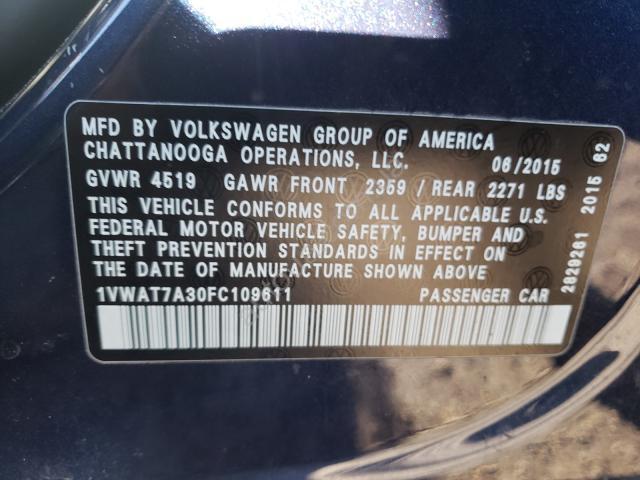 MFD BY VOLKSWAGEN GROUP OF AMERICA
CHATTANOOGA OPERATIONS, LLC. 06/2015
GVWR 4519 GAWR FRONT 2359 / REAR 2271 LBS
THIS VEHICLE CONFORMS TO ALL APPLICABLE U.S.
FEDERAL MOTOR VEHICLE SAFETY, BUMPER AND
THEFT PREVENTION STANDARDS IN EFFECT ON
THE DATE OF MANUFACTURE SHOWN ABOVE
1VWAT7A30FC109611 PASSENGER CAR
2829261 2015 62